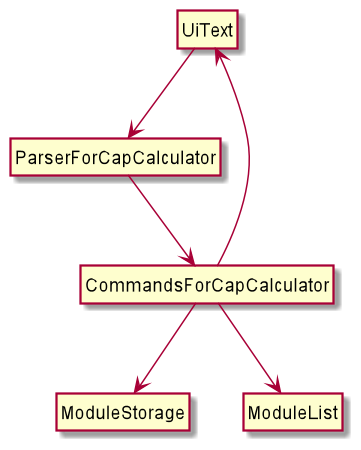 UiText
ParserForCapCalculator
CommandsForCapCalculator
ModuleStorage
ModuleList